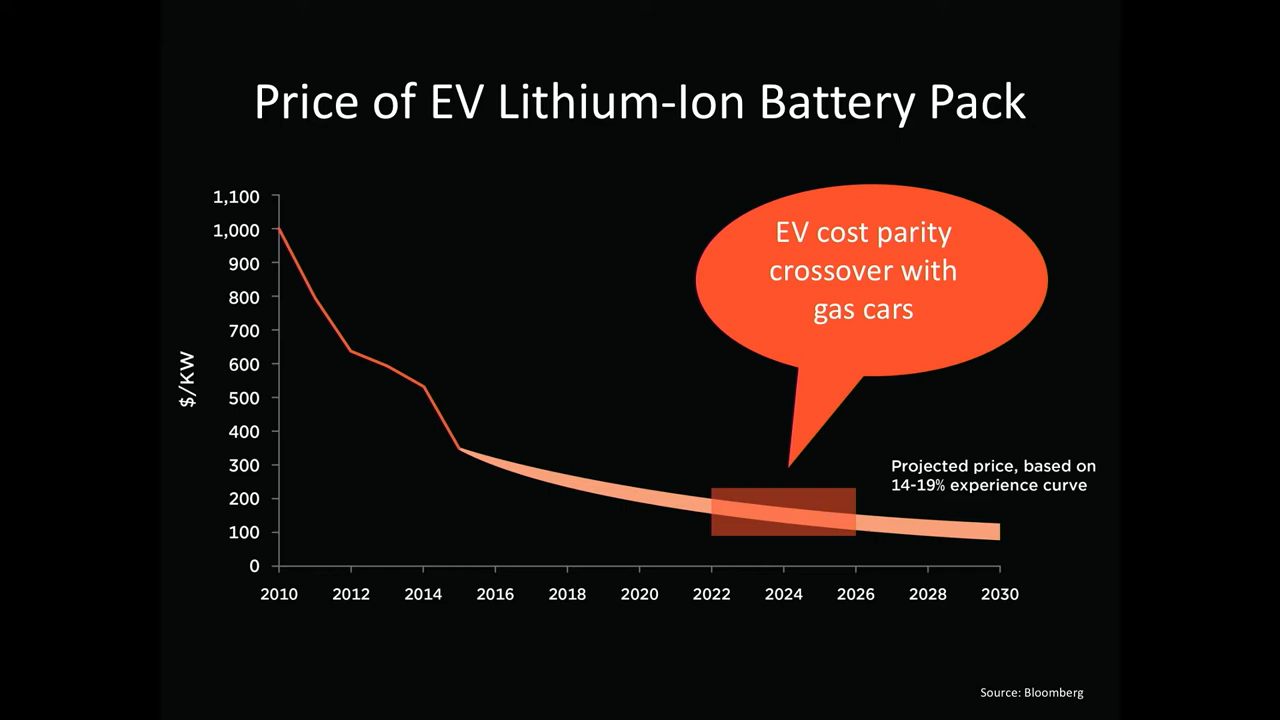 Price of EV Lithium-Ion Battery Pack
EV cost parity
crossover with
gas cars
1,100
1,000
900
800
700
600
500
400
300
200
100
0
$/KW
Projected price, based on
14-19% experience curve
2010 2012 2014 2016 2018 2020 2022 2024 2026 2028 2030
Source: Bloomberg